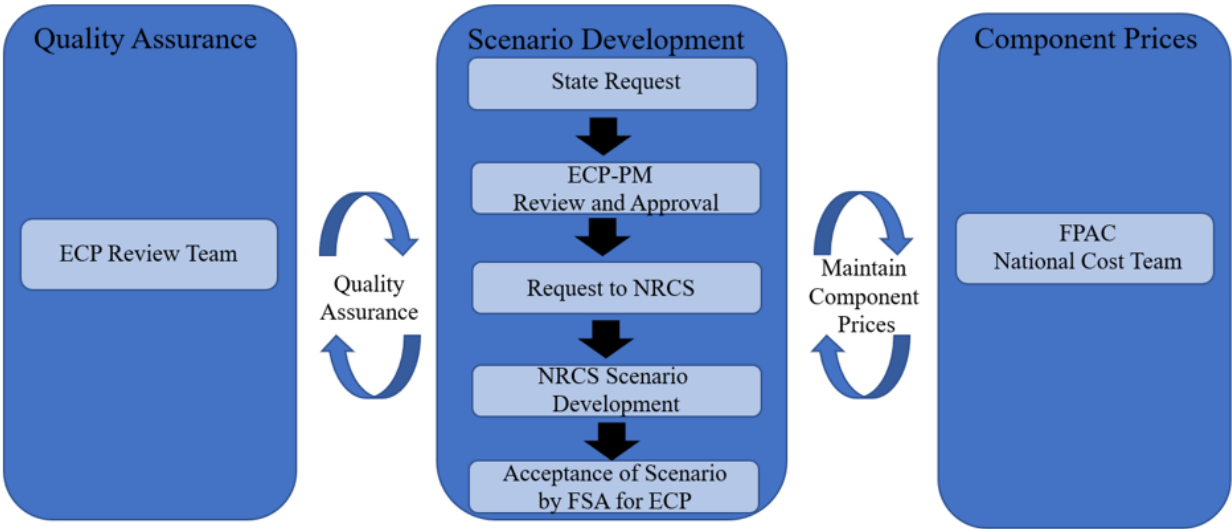 Quality Assurance
ECP Review Team
Quality
Assurance
Scenario Development
State Request
ECP-PM
Review and Approval
Request to NRCS
NRCS Scenario
Development
Acceptance of Scenario
by FSA for ECP
Maintain
Component
Prices
Component Prices
FPAC
National Cost Team